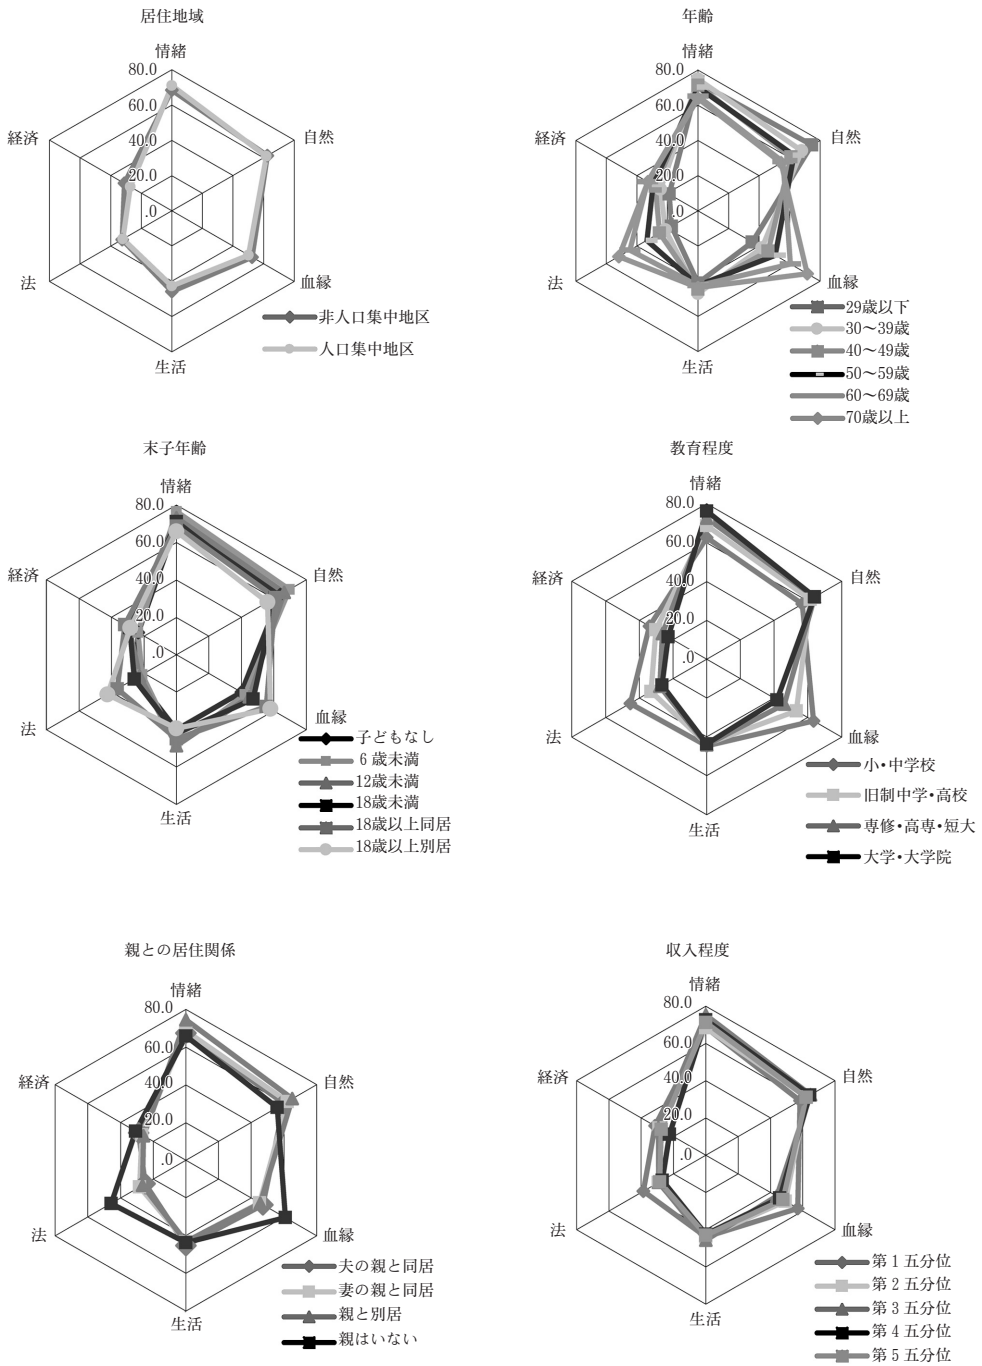 居住地域
情緒
80.0
60.0
40.0
20.0
.0
自然
血縁
生活
法
経済
非人口集中地区
人口集中地区
年齢
情緒
80.0
60.0
40.0
20.0
.0
自然
血縁
生活
法
経済
29歳以下
30〜39歳
40〜49歳
50〜59歳
60〜69歳
70歳以上
末子年齢
情緒
80.0
60.0
40.0
20.0
.0
自然
血縁
生活
法
経済
子どもなし
6歳未満
12歳未満
18歳未満
18歳以上同居
18歳以上別居
教育程度
情緒
80.0
60.0
40.0
20.0
.0
自然
血縁
生活
法
経済
小・中学校
旧制中学・高校
専修・高専・短大
大学・大学院
親との居住関係
情緒
80.0
60.0
40.0
20.0
.0
自然
血縁
生活
法
経済
夫の親と同居
妻の親と同居
親と別居
親はいない
収入程度
情緒
80.0
60.0
40.0
20.0
.0
自然
血縁
生活
法
経済
第1五分位
第2五分位
第3五分位
第4五分位
第5五分位